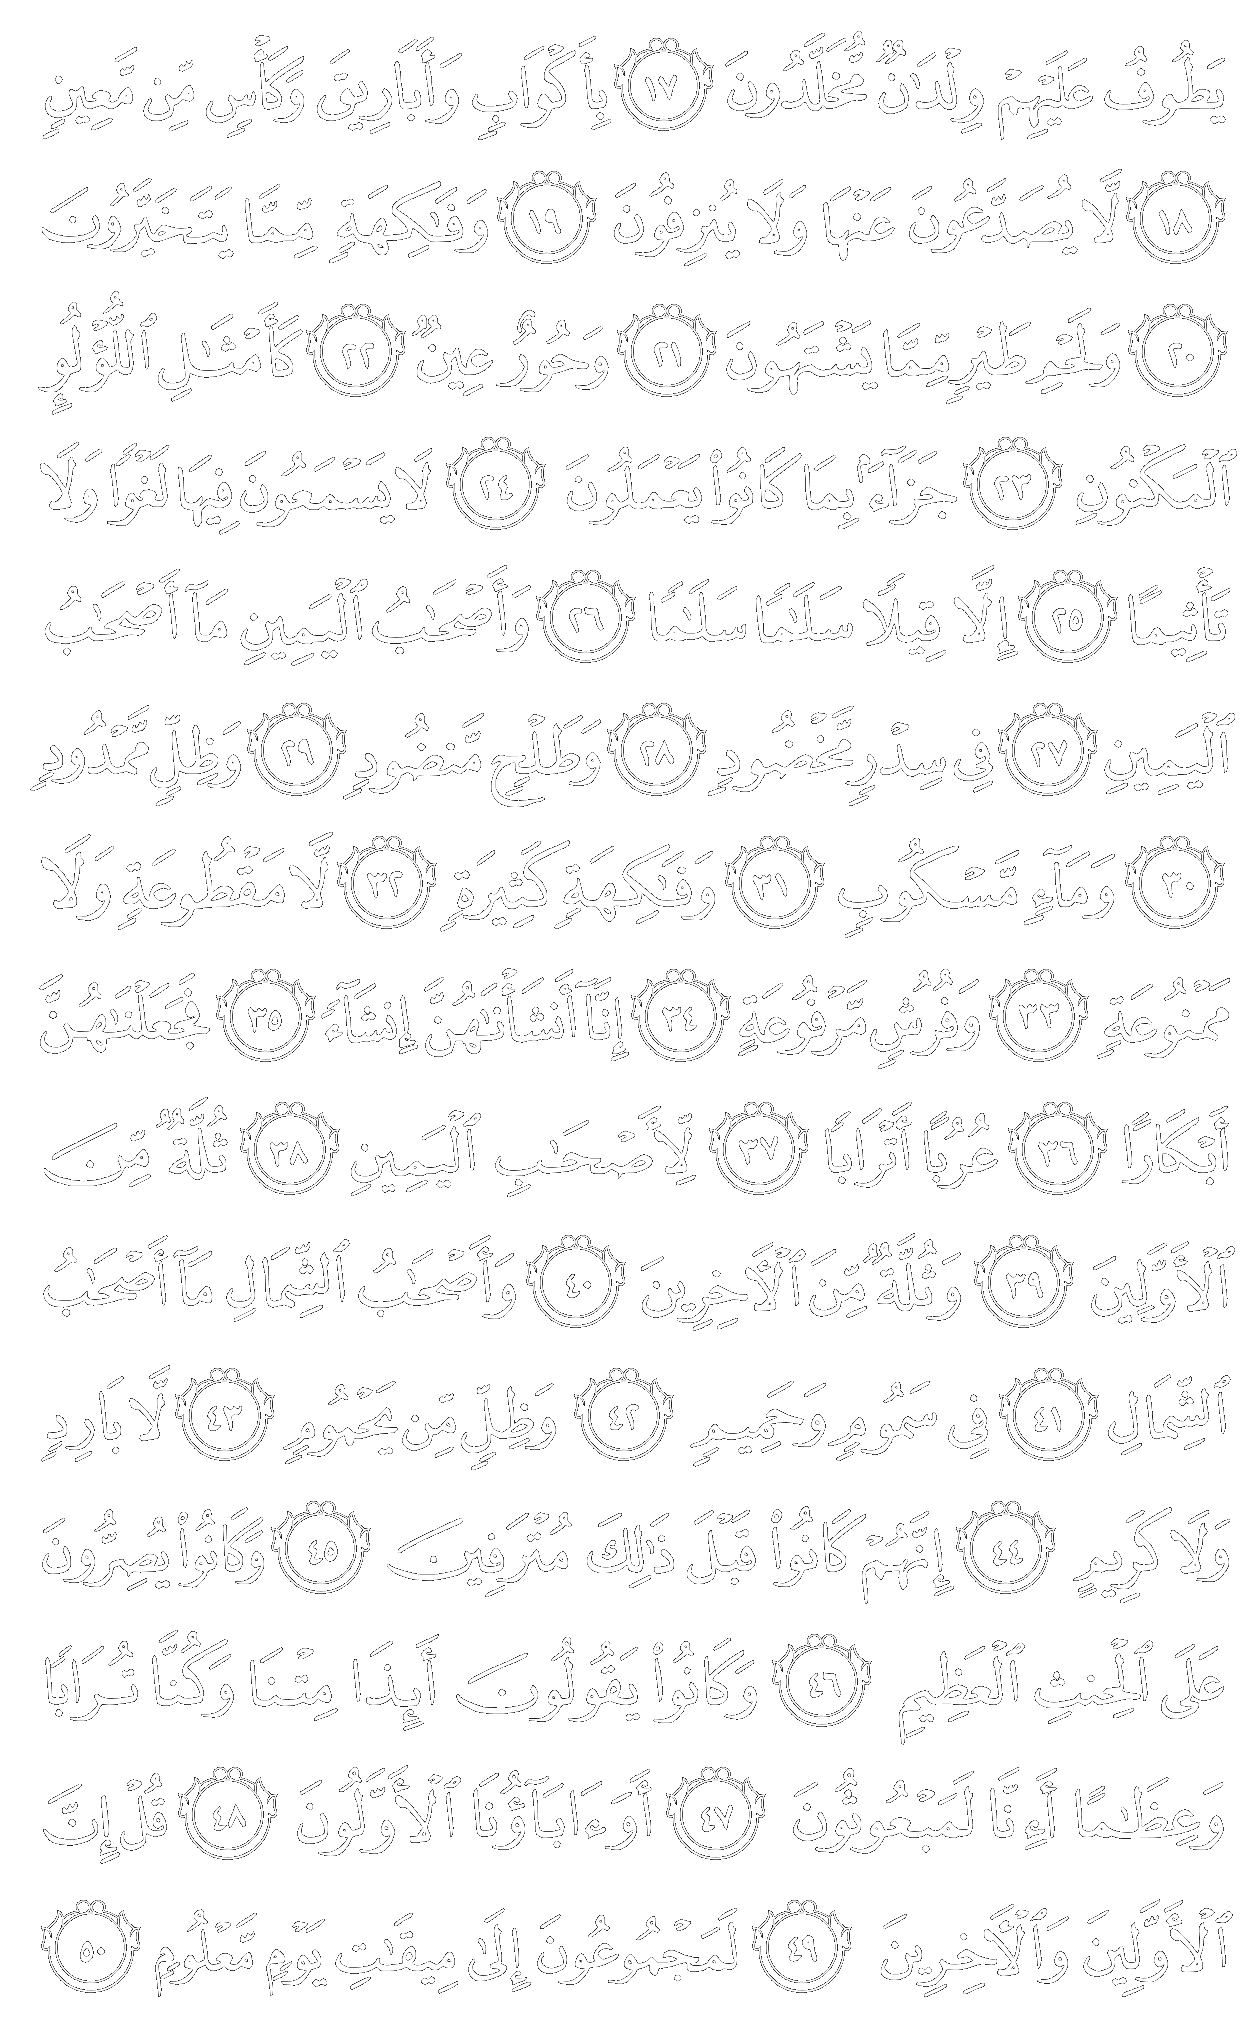 يَطُوفُ عَلَيْهِمْ وِلْدَٰنٌ مُّخَلَّدُونَ ١٧ بِأَكْوَابٍ وَأَبَارِيقَ وَكَأْسٍ مِّن مَّعِينٍ
١٨ لَّا يُصَدَّعُونَ عَنْهَا وَلَا يُنزِفُونَ ١٩ وَفَٰكِهَةٍ مِّمَّا يَتَخَيَّرُونَ
٢٠ وَلَحْمِ طَيْرٍ مِّمَّا يَشْتَهُونَ ٢١ وَحُورٌ عِينٌ ٢٢ كَأَمْثَٰلِ ٱللُّؤْلُوِٕ
ٱلْمَكْنُونِ ٢٣ جَزَآءًۢ بِمَا كَانُوا۟ يَعْمَلُونَ ٢٤ لَا يَسْمَعُونَ فِيهَا لَغْوًا وَلَا
تَأْثِيمًا ٢٥ إِلَّا قِيلًا سَلَٰمًا سَلَٰمًا ٢٦ وَأَصْحَٰبُ ٱلْيَمِينِ مَآ أَصْحَٰبُ
ٱلْيَمِينِ ٢٧ فِى سِدْرٍ مَّخْضُودٍ ٢٨ وَطَلْحٍ مَّنضُودٍ ٢٩ وَظِلٍّ مَّمْدُودٍ
٣٠ وَمَآءٍ مَّسْكُوبٍ ٣١ وَفَٰكِهَةٍ كَثِيرَةٍ ٣٢ لَّا مَقْطُوعَةٍ وَلَا
مَمْنُوعَةٍ ٣٣ وَفُرُشٍ مَّرْفُوعَةٍ ٣٤ إِنَّآ أَنشَأْنَٰهُنَّ إِنشَآءً ٣٥ فَجَعَلْنَٰهُنَّ
أَبْكَارًا ٣٦ عُرُبًا أَتْرَابًا ٣٧ لِّأَصْحَٰبِ ٱلْيَمِينِ ٣٨ ثُلَّةٌ مِّنَ
ٱلْأَوَّلِينَ ٣٩ وَثُلَّةٌ مِّنَ ٱلْـَٔاخِرِينَ ٤٠ وَأَصْحَٰبُ ٱلشِّمَالِ مَآ أَصْحَٰبُ
ٱلشِّمَالِ ٤١ فِى سَمُومٍ وَحَمِيمٍ ٤٢ وَظِلٍّ مِّن يَحْمُومٍ ٤٣ لَّا بَارِدٍ
وَلَا كَرِيمٍ ٤٤ إِنَّهُمْ كَانُوا۟ قَبْلَ ذَٰلِكَ مُتْرَفِينَ ٤٥ وَكَانُوا۟ يُصِرُّونَ
عَلَى ٱلْحِنثِ ٱلْعَظِيمِ ٤٦ وَكَانُوا۟ يَقُولُونَ أَئِذَا مِتْنَا وَكُنَّا تُرَابًا
وَعِظَٰمًا أَءِنَّا لَمَبْعُوثُونَ ٤٧ أَوَءَابَآؤُنَا ٱلْأَوَّلُونَ ٤٨ قُلْ إِنَّ
ٱلْأَوَّلِينَ وَٱلْـَٔاخِرِينَ ٤٩ لَمَجْمُوعُونَ إِلَىٰ مِيقَٰتِ يَوْمٍ مَّعْلُومٍ ٥٠